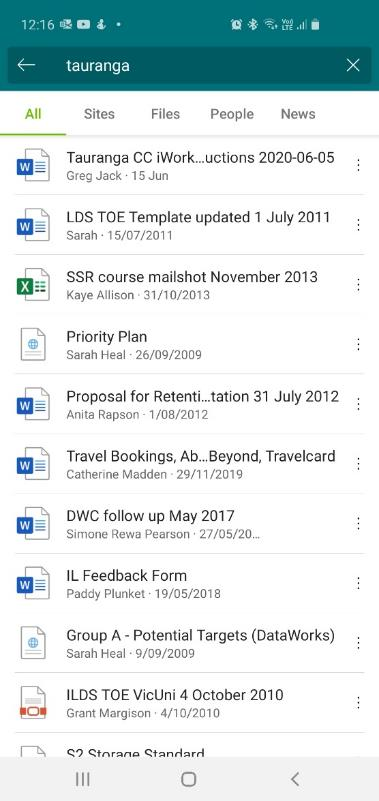 12:16
Vo)
LTE
tauranga
All Sites Files People News
Tauranga CC iWork...uctions 2020-06-05
Greg Jack · 15 Jun
LDS TOE Template updated 1 July 2011
Sarah · 15/07/2011
SSR course mailshot November 2013
Kaye Allison · 31/10/2013
Priority Plan
Sarah Heal · 26/09/2009
Proposal for Retenti...tation 31 July 2012
Anita Rapson · 1/08/2012
Travel Bookings, Ab...Beyond, Travelcard
Catherine Madden · 29/11/2019
DWC follow up May 2017
Simone Rewa Pearson · 27/05/20...
IL Feedback Form
Paddy Plunket · 19/05/2018
Group A - Potential Targets (DataWorks)
Sarah Heal · 9/09/2009
ILDS TOE VicUni 4 October 2010
Grant Margison · 4/10/2010
S2 Storage Standard